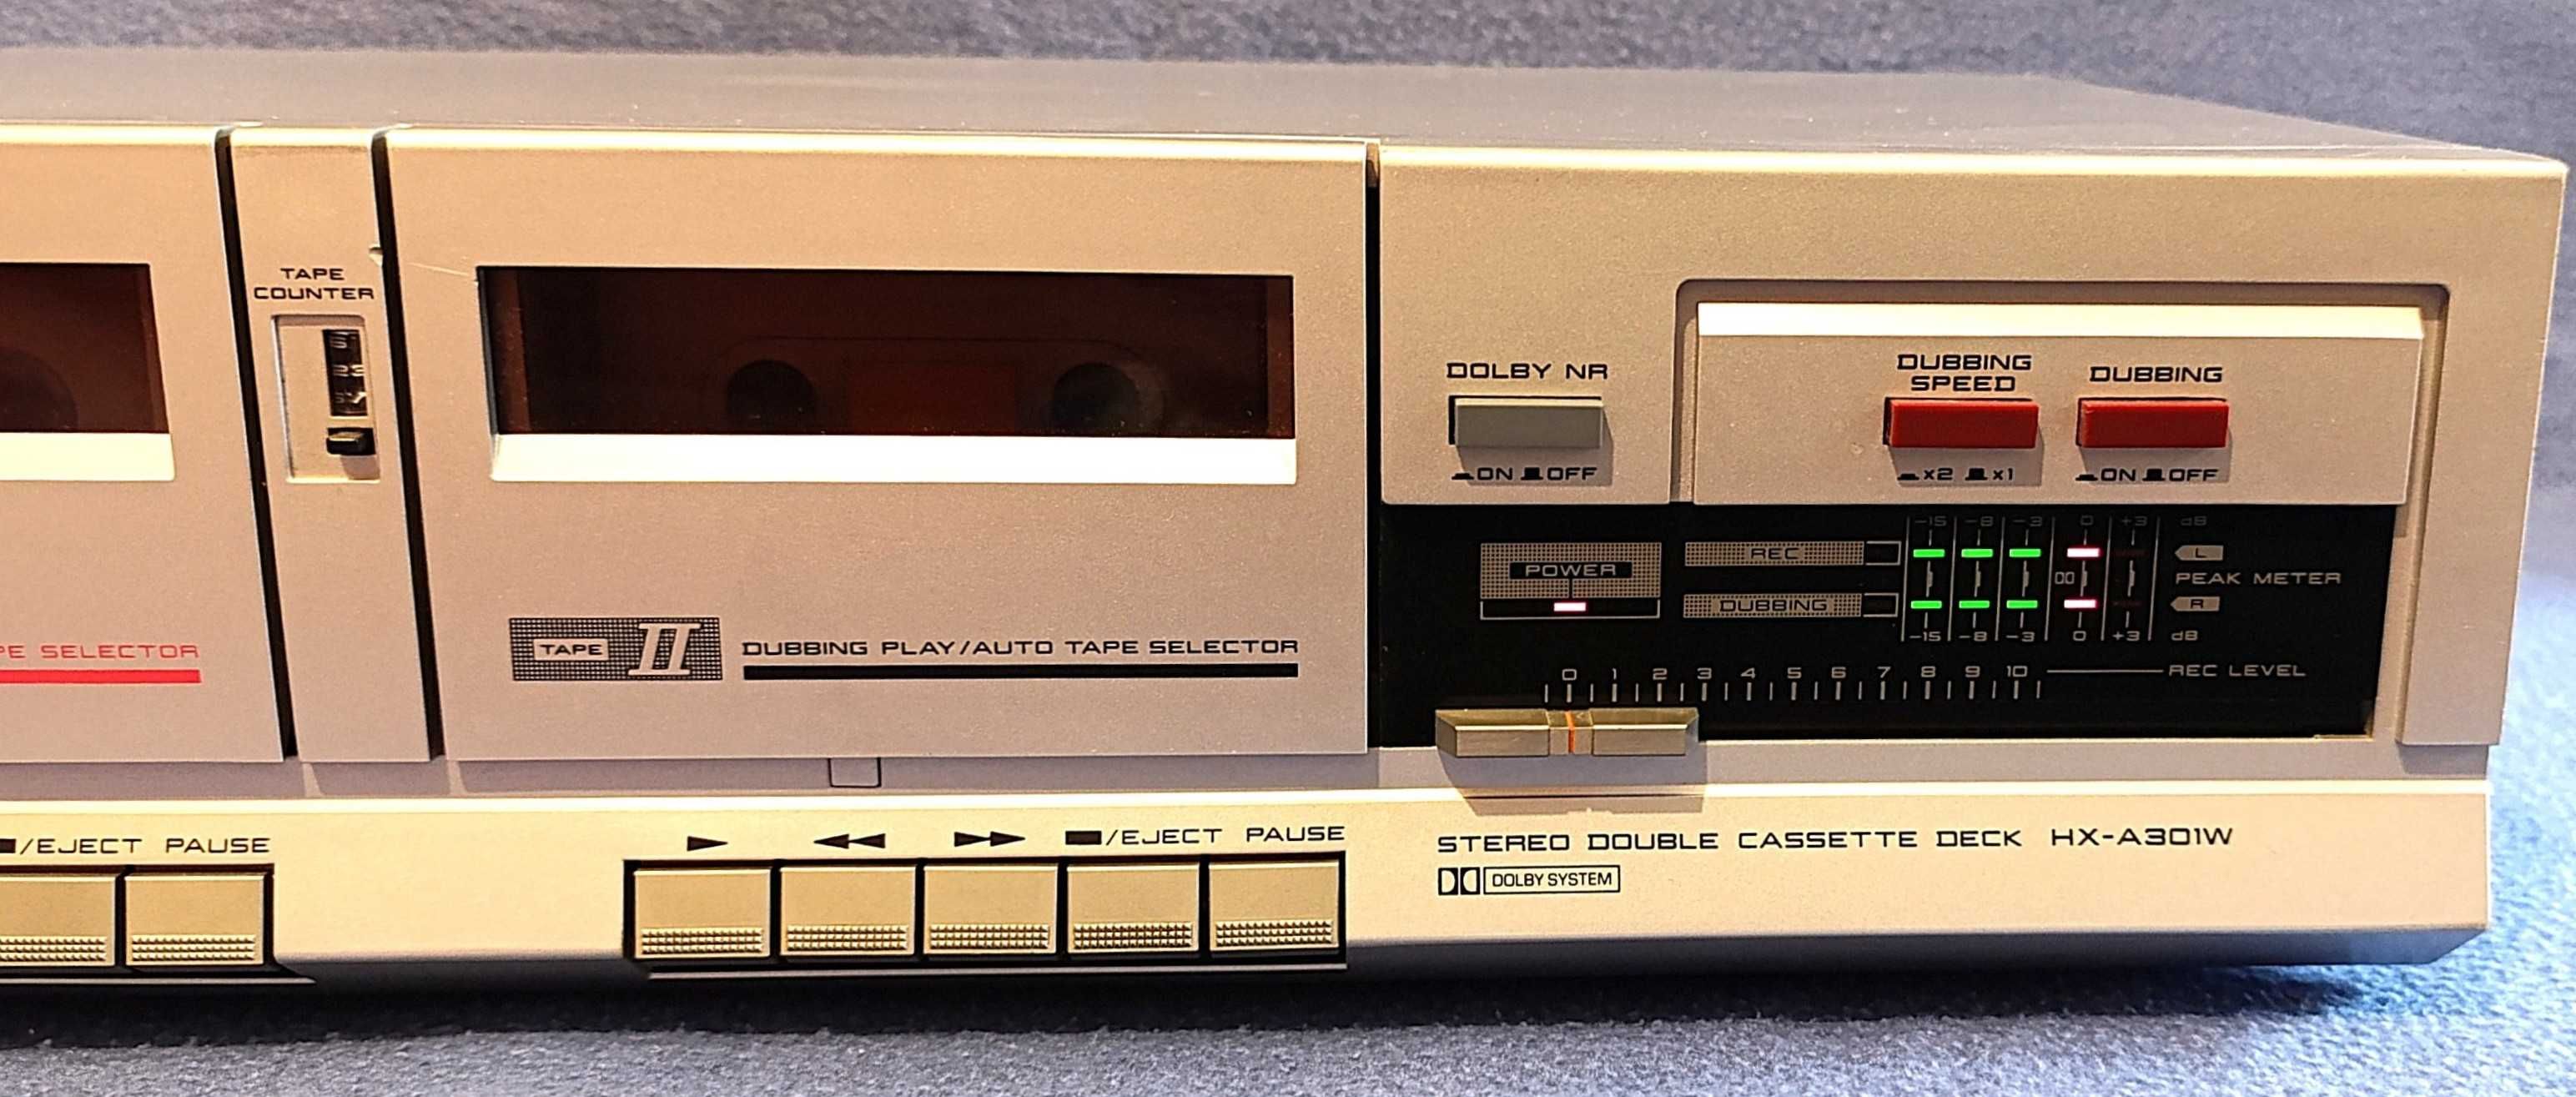 TAPE
COUNTER
PE SELECTOR
/EJECT PAUSE
TAPE II
DUBBING PLAY/AUTO TAPE SELECTOR
/EJECT PAUSE
DOLBY NR
ON OFF
DUBBING
SPEED
x2 x1
DUBBING
ON OFF
POWER
REC
DUBBING
-15 -8 -3 0 +3 dB
L
PEAK METER
R
-15 -8 -3 0 +3 dB
0 1 2 3 4 5 6 7 8 9 10 REC LEVEL
STEREO DOUBLE CASSETTE DECK HX-A301W
DOLBY SYSTEM